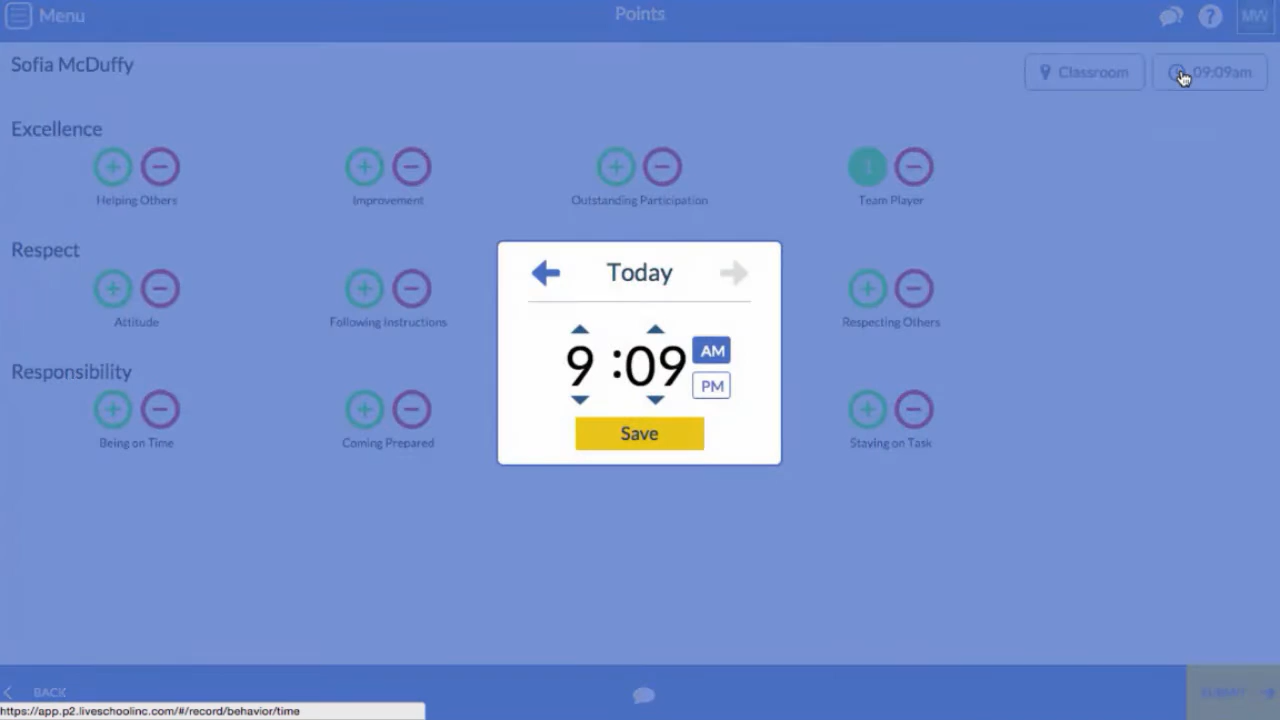 Menu
Points
?
MW
Sofia McDuffy
Classroom
09:09am
Excellence
Helping Others
Improvement
Outstanding Participation
1
Team Player
Respect
Attitude
Following Instructions
Respecting Others
Today
9 :09
AM
PM
Save
Responsibility
Being on Time
Coming Prepared
Staying on Task
BACK
SUBMIT
https://app.p2.liveschoolinc.com/#/record/behavior/time